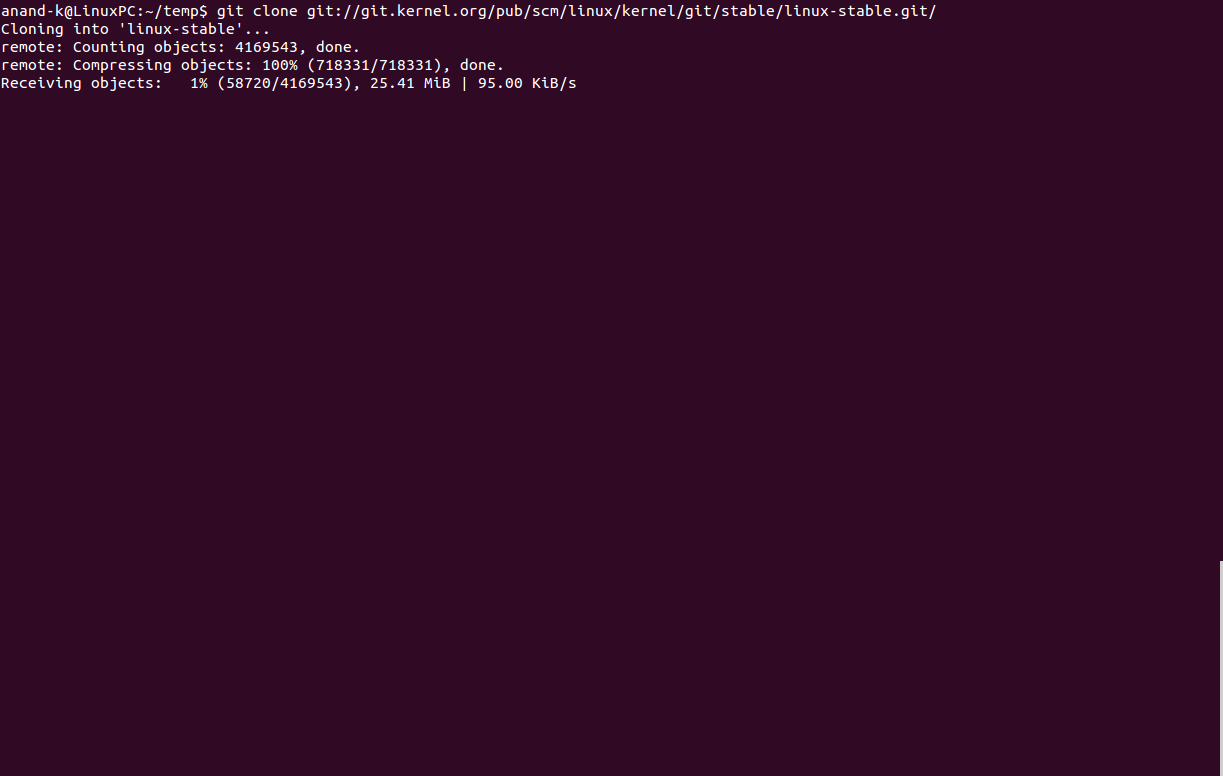 anand-k@LinuxPC:~/temp$ git clone git://git.kernel.org/pub/scm/linux/kernel/git/stable/linux-stable.git/
Cloning into 'linux-stable'...
remote: Counting objects: 4169543, done.
remote: Compressing objects: 100% (718331/718331), done.
Receiving objects:   1% (58720/4169543), 25.41 MiB | 95.00 KiB/s